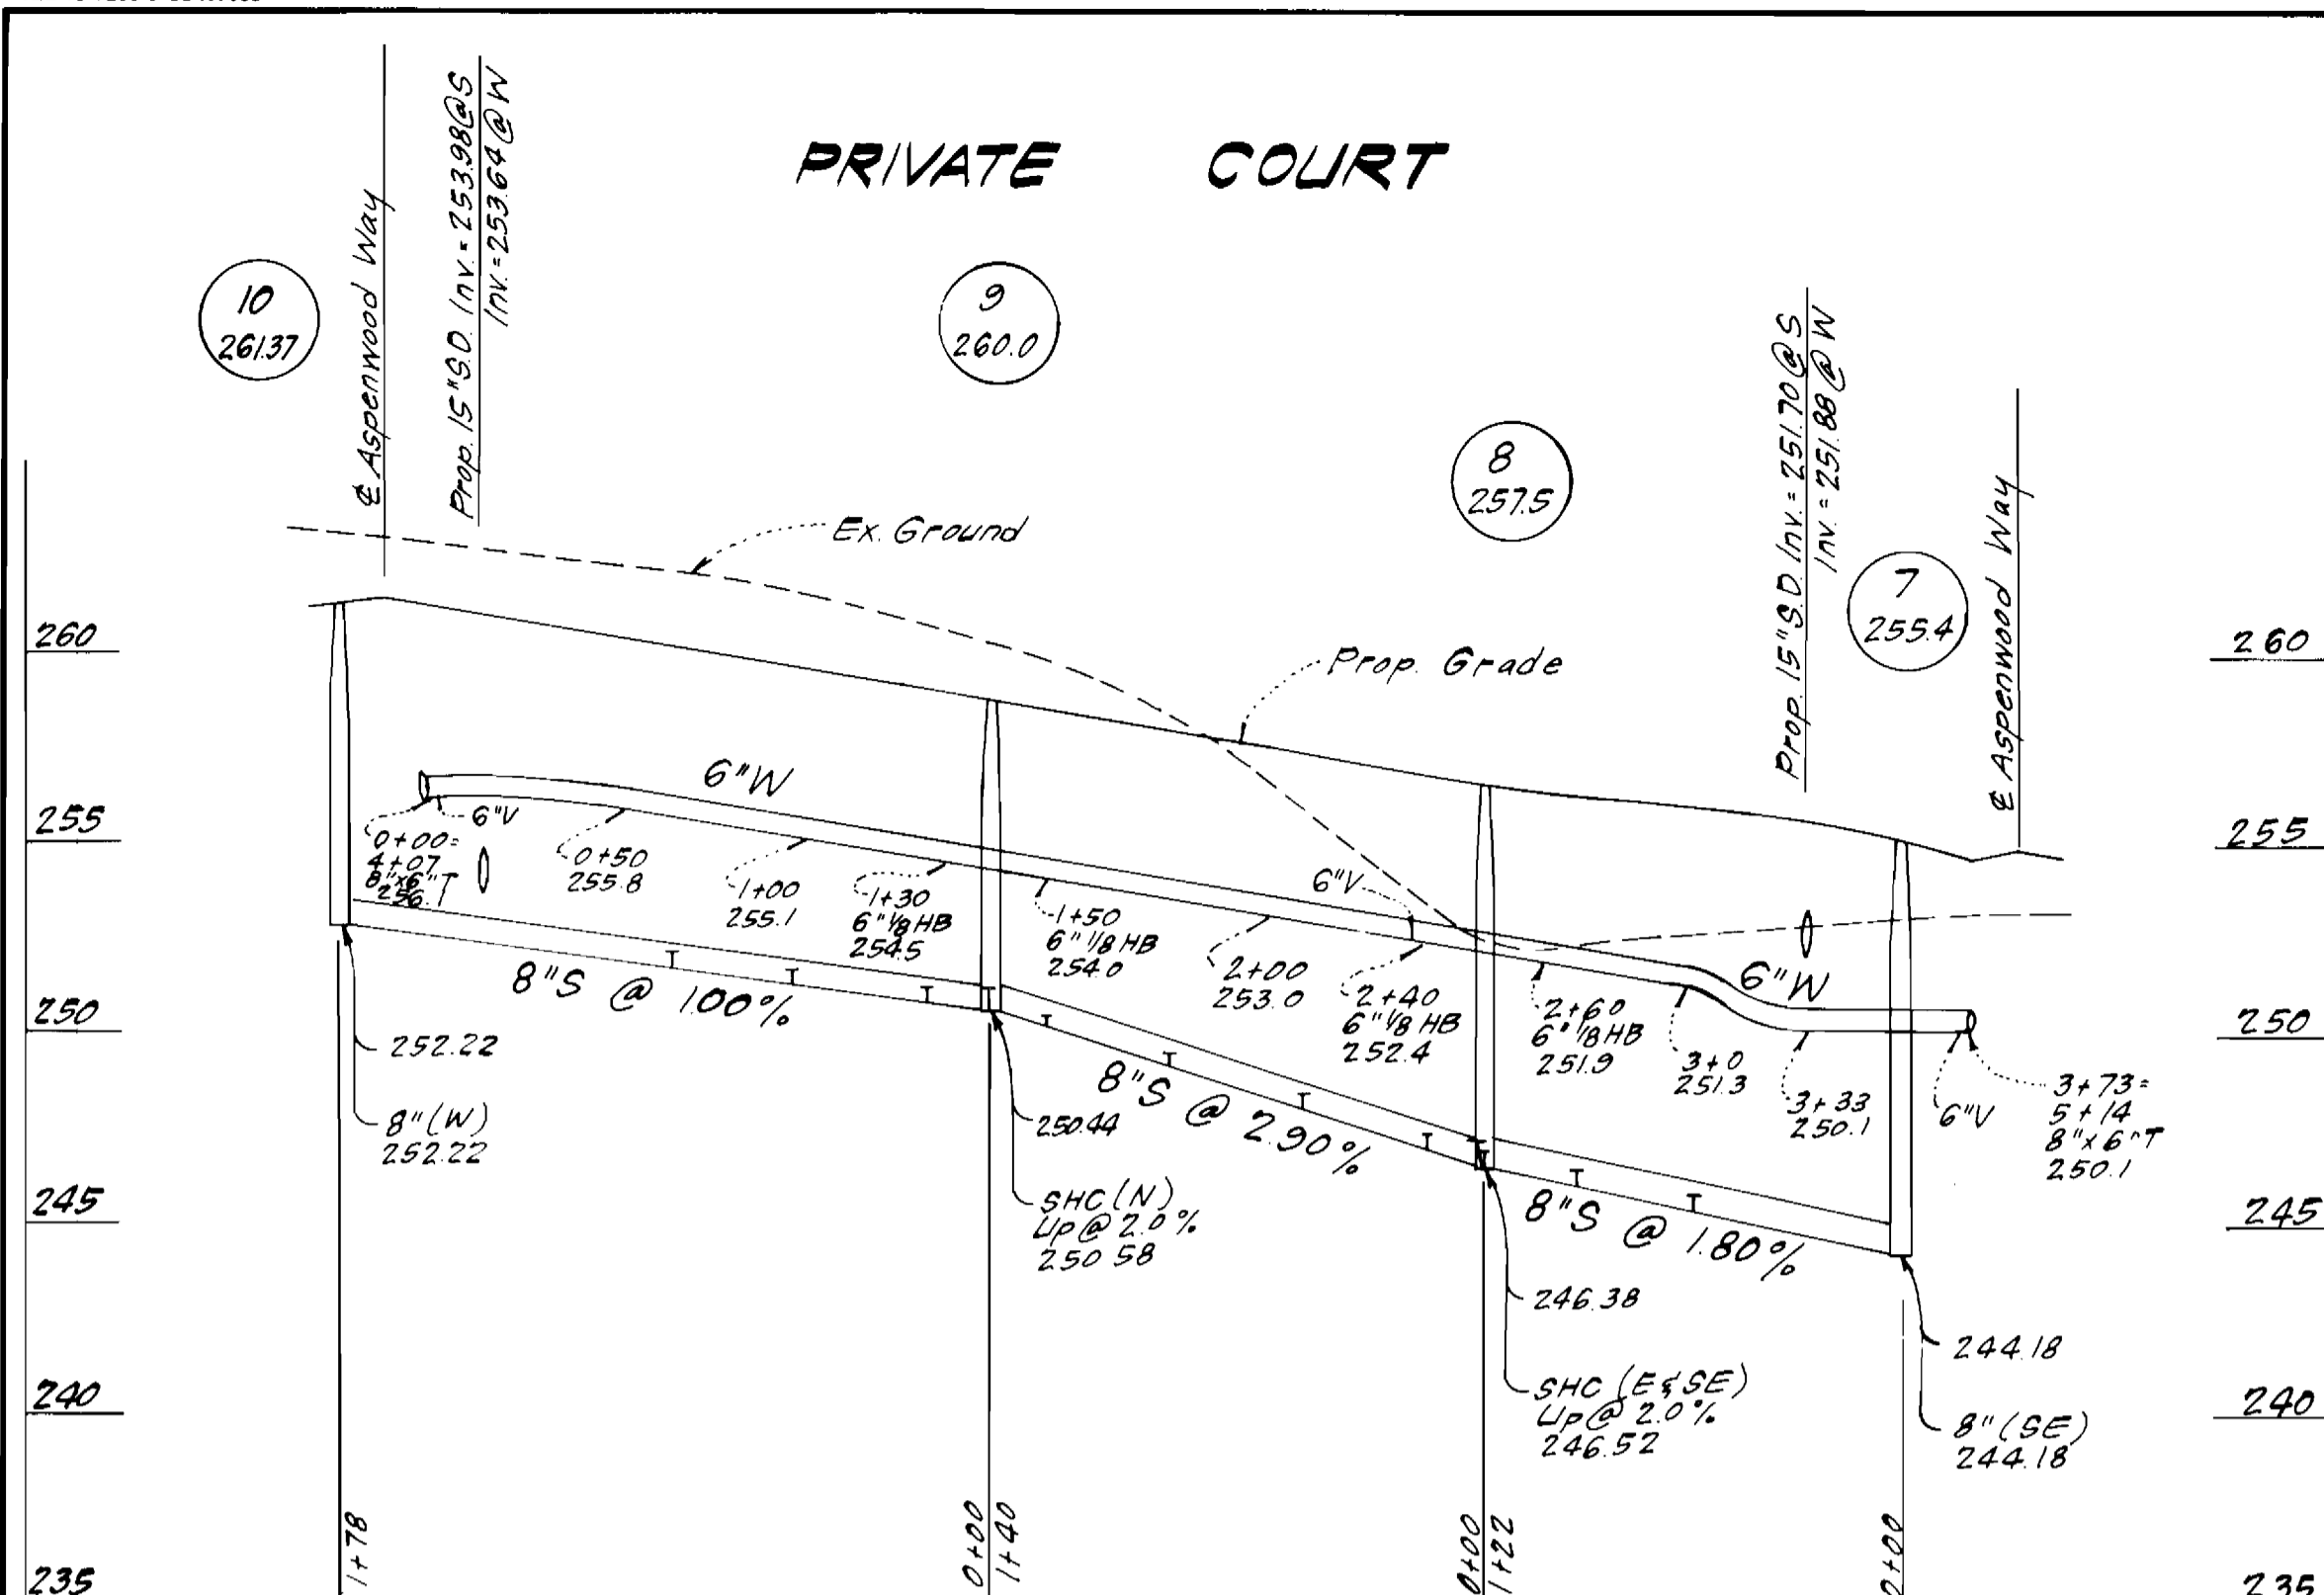 PRIVATE COURT
℄ Aspenwood Way
Prop. 15"S.D. Inv. = 253.98@S
Inv. = 253.64@W
10
261.37
9
260.0
8
257.5
7
255.4
Prop. 15"S.D. Inv. = 251.70@S
Inv. = 251.88@W
℄ Aspenwood Way
Ex. Ground
Prop. Grade
260
255
250
245
240
235
260
255
250
245
240
235
6"W
6"V
0+00=
4+07
8"x6"T
256.1
0+50
255.8
1+00
255.1
1+30
6"1/8 HB
254.5
1+50
6"1/8 HB
254.0
2+00
253.0
6"V
2+40
6"1/8 HB
252.4
2+60
6"1/8 HB
251.9
3+0
251.3
6"W
3+33
250.1
6"V
3+73=
5+14
8"x6"T
250.1
8"S @ 1.00%
8"S @ 2.90%
8"S @ 1.80%
252.22
8"(W)
252.22
250.44
SHC (N)
Up @ 2.0%
250.58
246.38
SHC (E&SE)
Up @ 2.0%
246.52
244.18
8"(SE)
244.18
1+78
0+00
1+40
0+00
1+22
0+00